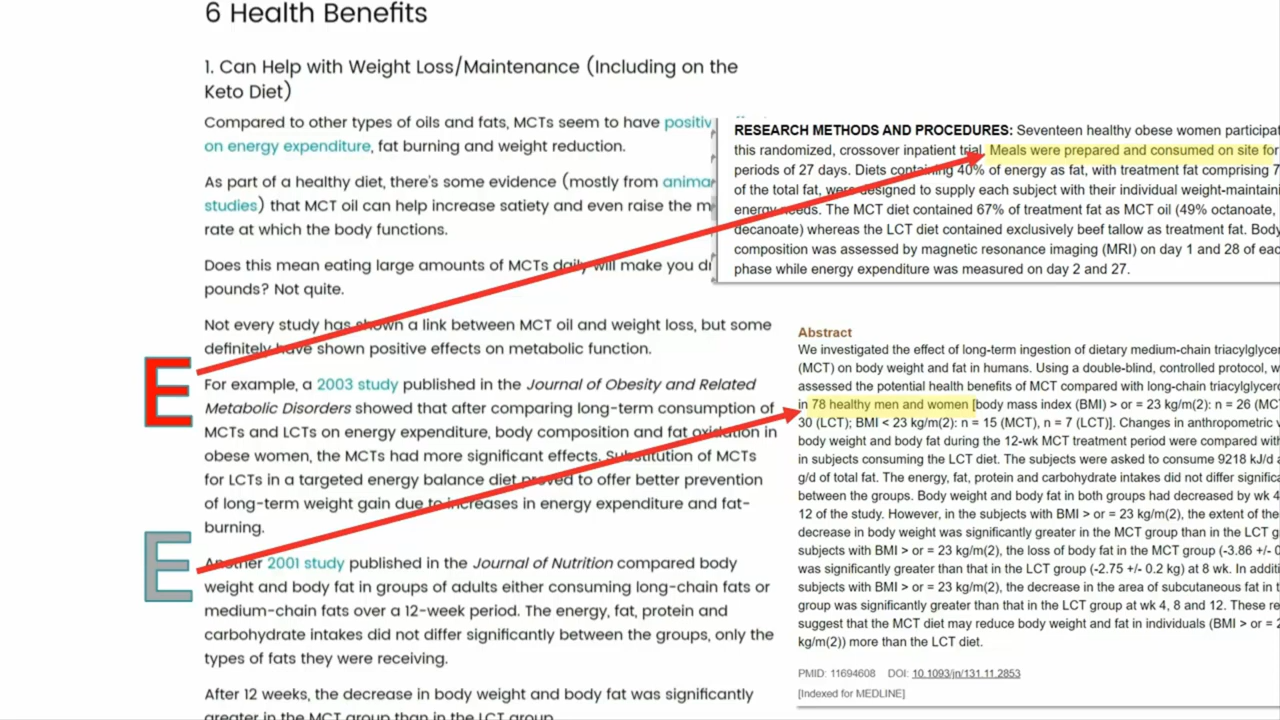 6 Health Benefits
1. Can Help with Weight Loss/Maintenance (Including on the
Keto Diet)
Compared to other types of oils and fats, MCTs seem to have positiv
on energy expenditure, fat burning and weight reduction.
As part of a healthy diet, there's some evidence (mostly from anima
studies) that MCT oil can help increase satiety and even raise the m
rate at which the body functions.
Does this mean eating large amounts of MCTs daily will make you dr
pounds? Not quite.
Not every study has shown a link between MCT oil and weight loss, but some
definitely have shown positive effects on metabolic function.
E
For example, a 2003 study published in the Journal of Obesity and Related
Metabolic Disorders showed that after comparing long-term consumption of
MCTs and LCTs on energy expenditure, body composition and fat oxidation in
obese women, the MCTs had more significant effects. Substitution of MCTs
for LCTs in a targeted energy balance diet proved to offer better prevention
of long-term weight gain due to increases in energy expenditure and fat-
burning.
E
Another 2001 study published in the Journal of Nutrition compared body
weight and body fat in groups of adults either consuming long-chain fats or
medium-chain fats over a 12-week period. The energy, fat, protein and
carbohydrate intakes did not differ significantly between the groups, only the
types of fats they were receiving.
After 12 weeks, the decrease in body weight and body fat was significantly
greater in the MCT group than in the LCT group.
RESEARCH METHODS AND PROCEDURES: Seventeen healthy obese women participa
this randomized, crossover inpatient trial. Meals were prepared and consumed on site for
periods of 27 days. Diets containing 40% of energy as fat, with treatment fat comprising 7
of the total fat, were designed to supply each subject with their individual weight-maintaini
energy needs. The MCT diet contained 67% of treatment fat as MCT oil (49% octanoate,
decanoate) whereas the LCT diet contained exclusively beef tallow as treatment fat. Body
composition was assessed by magnetic resonance imaging (MRI) on day 1 and 28 of eac
phase while energy expenditure was measured on day 2 and 27.
Abstract
We investigated the effect of long-term ingestion of dietary medium-chain triacylglycer
(MCT) on body weight and fat in humans. Using a double-blind, controlled protocol, w
assessed the potential health benefits of MCT compared with long-chain triacylglycer
in 78 healthy men and women [body mass index (BMI) > or = 23 kg/m(2): n = 26 (MC
30 (LCT); BMI < 23 kg/m(2): n = 15 (MCT), n = 7 (LCT)]. Changes in anthropometric v
body weight and body fat during the 12-wk MCT treatment period were compared with
in subjects consuming the LCT diet. The subjects were asked to consume 9218 kJ/d a
g/d of total fat. The energy, fat, protein and carbohydrate intakes did not differ significa
between the groups. Body weight and body fat in both groups had decreased by wk 4
12 of the study. However, in the subjects with BMI > or = 23 kg/m(2), the extent of the
decrease in body weight was significantly greater in the MCT group than in the LCT g
subjects with BMI > or = 23 kg/m(2), the loss of body fat in the MCT group (-3.86 +/- 0
was significantly greater than that in the LCT group (-2.75 +/- 0.2 kg) at 8 wk. In additi
subjects with BMI > or = 23 kg/m(2), the decrease in the area of subcutaneous fat in t
group was significantly greater than that in the LCT group at wk 4, 8 and 12. These re
suggest that the MCT diet may reduce body weight and fat in individuals (BMI > or = 2
kg/m(2)) more than the LCT diet.
PMID: 11694608 DOI: 10.1093/jn/131.11.2853
[Indexed for MEDLINE]